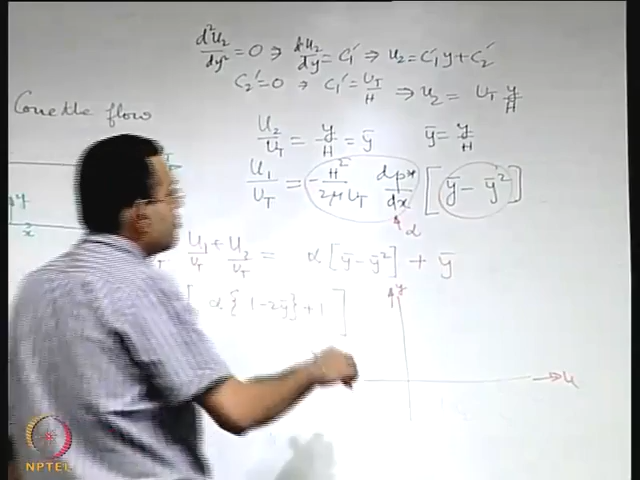 d²u₂/dy² = 0 ⇒ du₂/dy = C₁′ ⇒ u₂ = C₁′y + C₂′
C₂′ = 0 ⇒ C₁′ = U_T/H ⇒ u₂ = U_T y/H
Couette flow
u₂/U_T = y/H = ȳ    ȳ = y/H
u₁/U_T = -H²/2μU_T dp*/dx [ȳ - ȳ²]
α
y
x
u₁/U_T + u₂/U_T = α[ȳ - ȳ²] + ȳ
[α{1-2ȳ}+1]
y
u
NPTEL